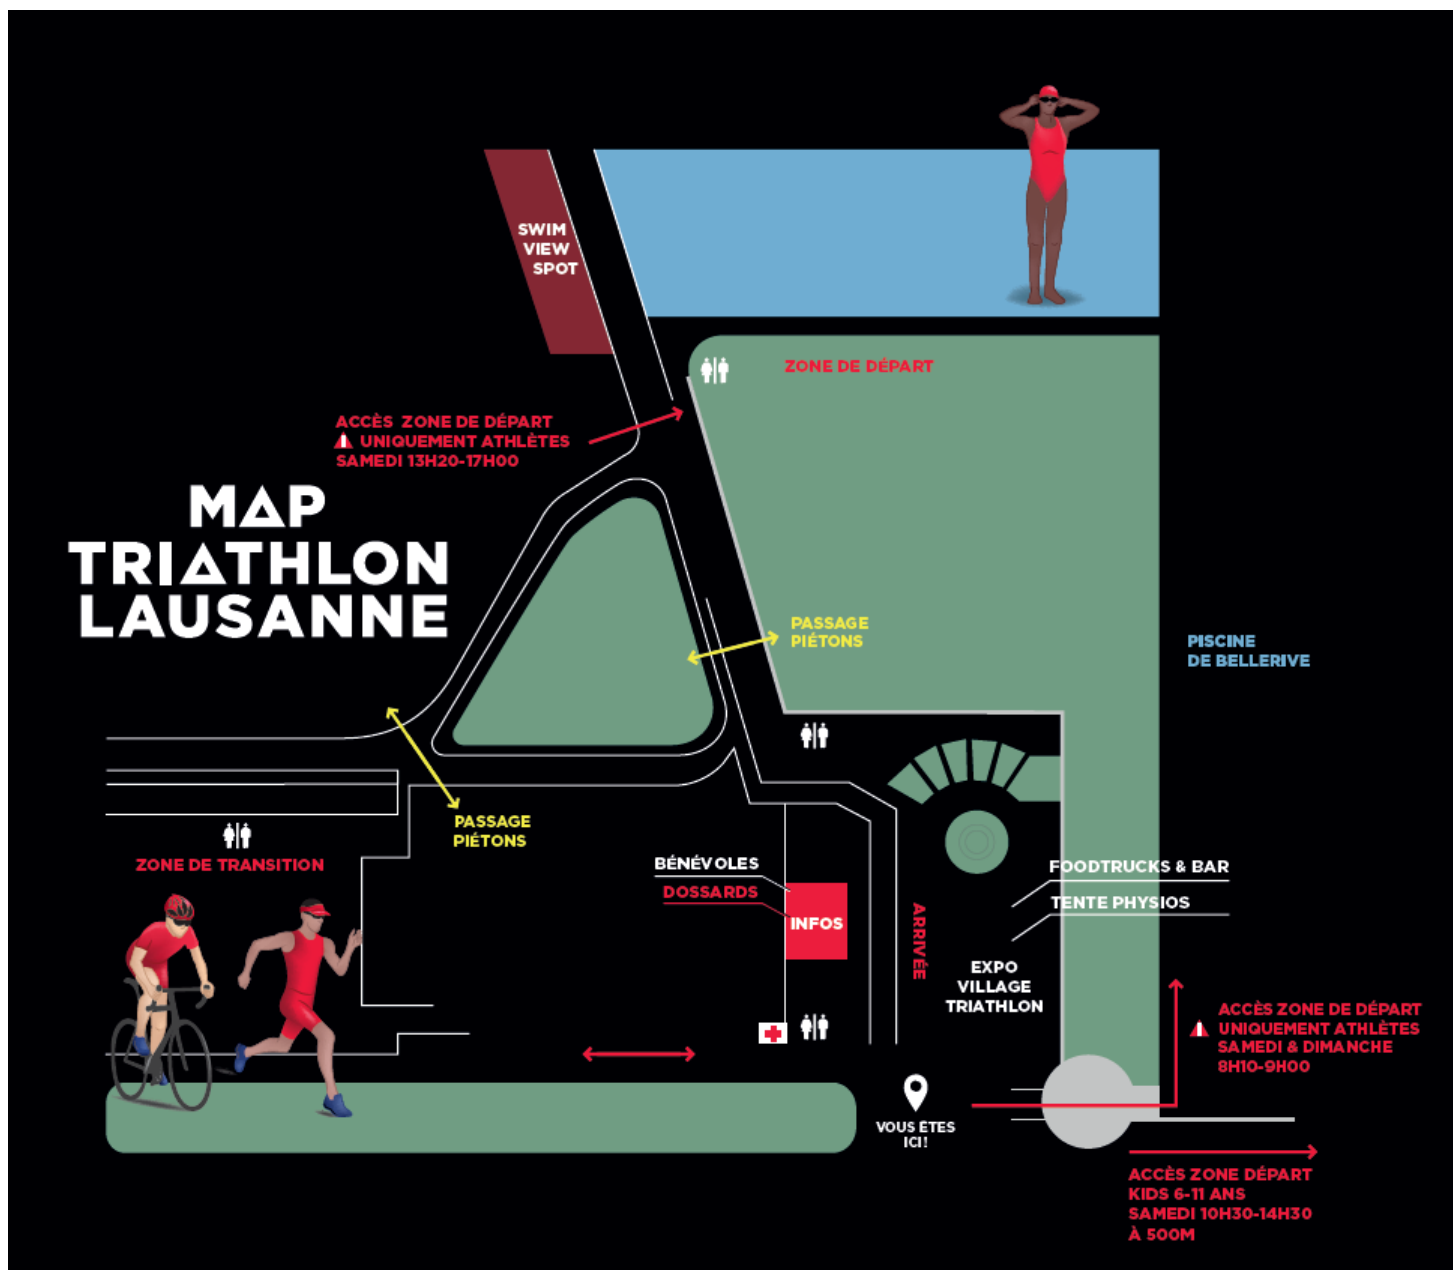 SWIM
VIEW
SPOT
ZONE DE DÉPART
ACCÈS ZONE DE DÉPART
UNIQUEMENT ATHLÈTES
SAMEDI 13H20-17H00
MAP
TRIATHLON
LAUSANNE
PASSAGE
PIÉTONS
PISCINE
DE BELLERIVE
PASSAGE
PIÉTONS
ZONE DE TRANSITION
BÉNÉVOLES
DOSSARDS
INFOS
ARRIVÉE
FOODTRUCKS & BAR
TENTE PHYSIOS
EXPO
VILLAGE
TRIATHLON
ACCÈS ZONE DE DÉPART
UNIQUEMENT ATHLÈTES
SAMEDI & DIMANCHE
8H10-9H00
VOUS ÊTES
ICI!
ACCÈS ZONE DÉPART
KIDS 6-11 ANS
SAMEDI 10H30-14H30
À 500M